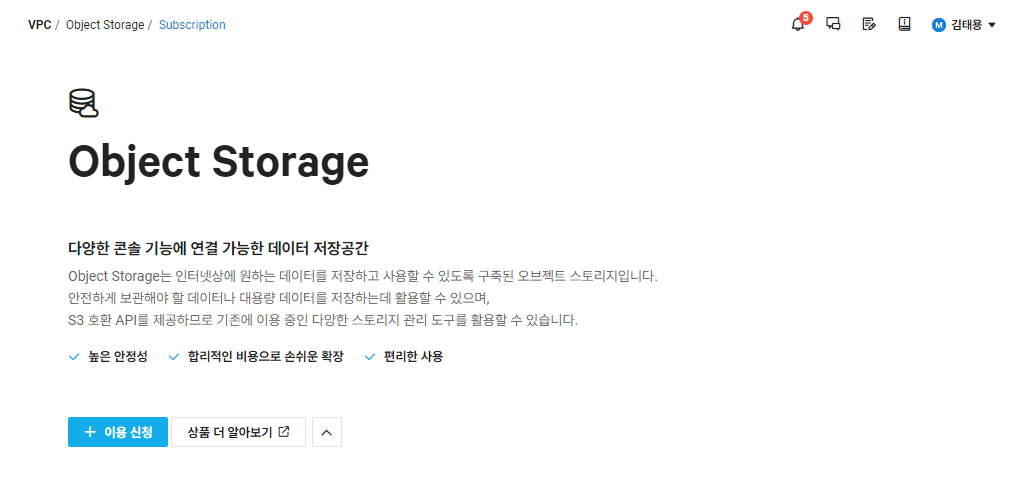 VPC / Object Storage / Subscription
5
M 김태용
Object Storage
다양한 콘솔 기능에 연결 가능한 데이터 저장공간
Object Storage는 인터넷상에 원하는 데이터를 저장하고 사용할 수 있도록 구축된 오브젝트 스토리지입니다.
안전하게 보관해야 할 데이터나 대용량 데이터를 저장하는데 활용할 수 있으며,
S3 호환 API를 제공하므로 기존에 이용 중인 다양한 스토리지 관리 도구를 활용할 수 있습니다.
높은 안정성 합리적인 비용으로 손쉬운 확장 편리한 사용
이용 신청 상품 더 알아보기